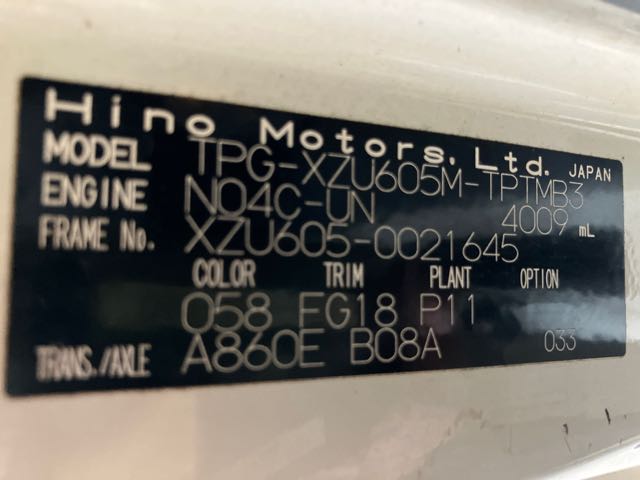 Hino Motors, Ltd. JAPAN
MODEL TPG-XZU605M-TPTMB3
ENGINE N04C-UN 4009 mL
FRAME No. XZU605-0021645
COLOR TRIM PLANT OPTION
058 FG18 P11
TRANS./AXLE A860E B08A 033